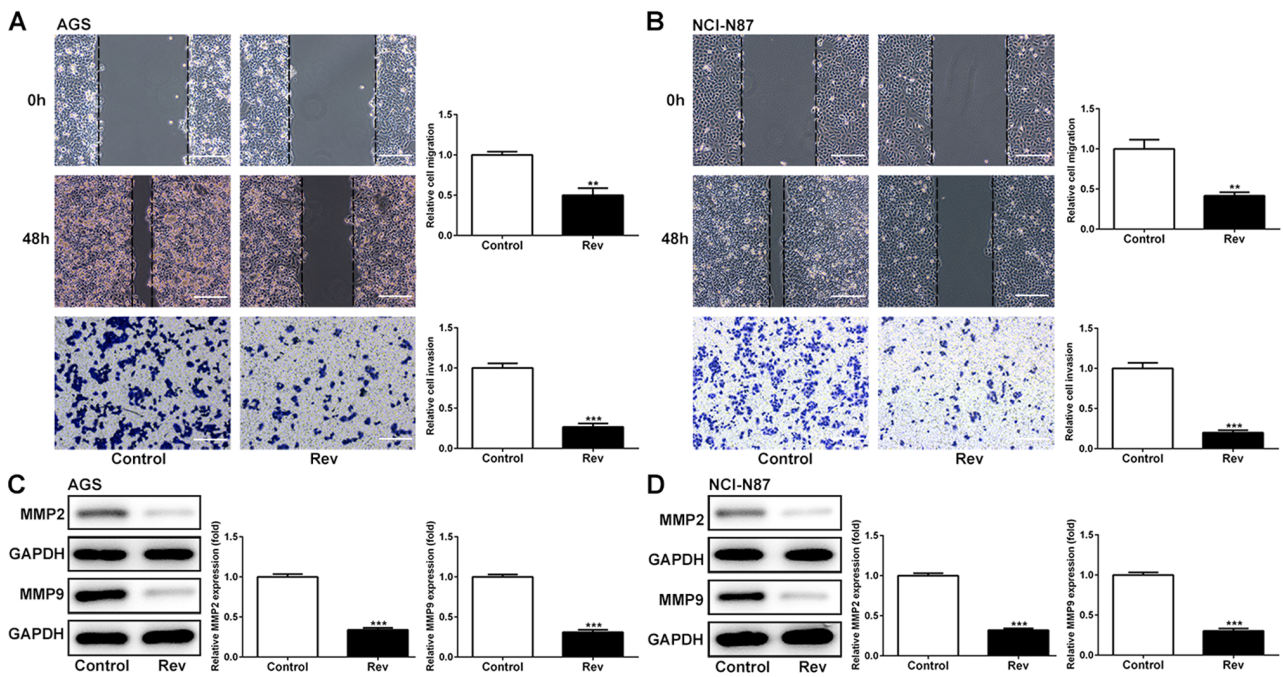 A
AGS
0h
48h
Control
Rev
Relative cell migration
1.5
1.0
0.5
0.0
**
Control
Rev
Relative cell invasion
1.5
1.0
0.5
0.0
***
Control
Rev
B
NCI-N87
0h
48h
Control
Rev
Relative cell migration
1.5
1.0
0.5
0.0
**
Control
Rev
Relative cell invasion
1.5
1.0
0.5
0.0
***
Control
Rev
C
AGS
MMP2
GAPDH
MMP9
GAPDH
Control
Rev
Relative MMP2 expression (fold)
1.5
1.0
0.5
0.0
***
Control
Rev
Relative MMP9 expression (fold)
1.5
1.0
0.5
0.0
***
Control
Rev
D
NCI-N87
MMP2
GAPDH
MMP9
GAPDH
Control
Rev
Relative MMP2 expression (fold)
1.5
1.0
0.5
0.0
***
Control
Rev
Relative MMP9 expression (fold)
1.5
1.0
0.5
0.0
***
Control
Rev